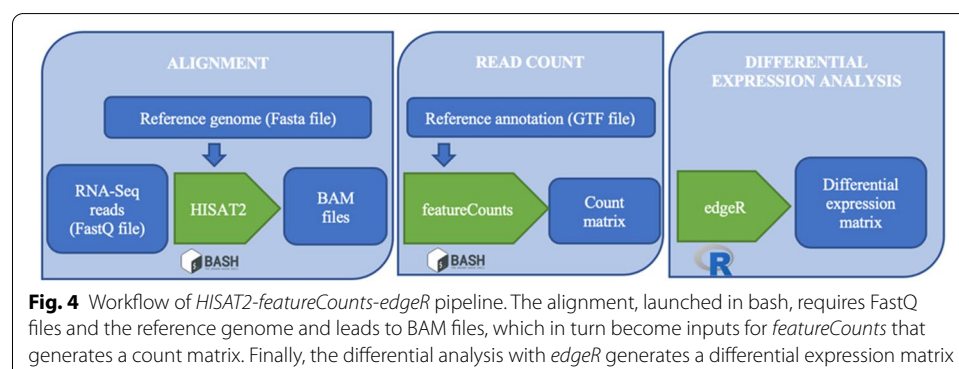 ALIGNMENT
Reference genome (Fasta file)
RNA-Seq
reads
(FastQ file)
HISAT2
BAM
files
BASH
READ COUNT
Reference annotation (GTF file)
featureCounts
Count
matrix
BASH
DIFFERENTIAL
EXPRESSION ANALYSIS
edgeR
Differential
expression
matrix
R
Fig. 4 Workflow of HISAT2-featureCounts-edgeR pipeline. The alignment, launched in bash, requires FastQ
files and the reference genome and leads to BAM files, which in turn become inputs for featureCounts that
generates a count matrix. Finally, the differential analysis with edgeR generates a differential expression matrix